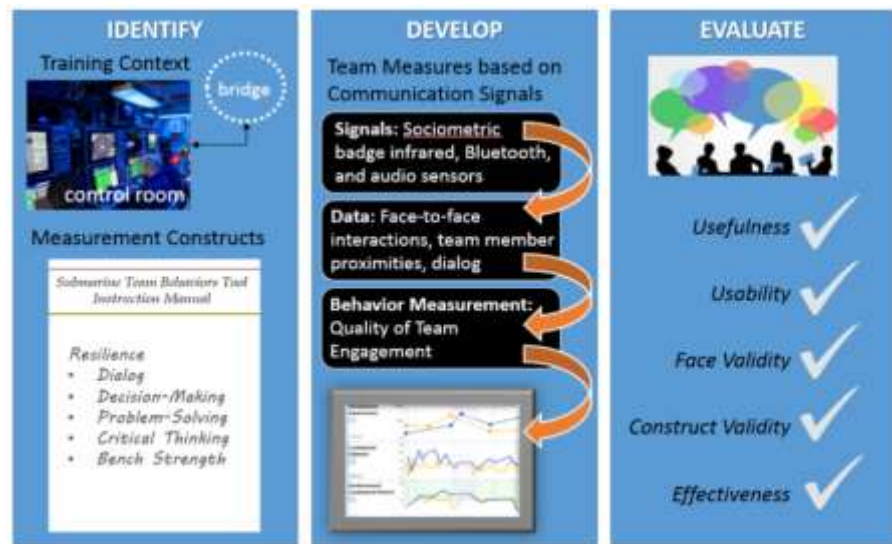 IDENTIFY
Training Context
bridge
control room
Measurement Constructs
Submarine Team Behaviors Tool
Instruction Manual
Resilience
• Dialog
• Decision-Making
• Problem-Solving
• Critical Thinking
• Bench Strength
DEVELOP
Team Measures based on
Communication Signals
Signals: Sociometric
badge infrared, Bluetooth,
and audio sensors
Data: Face-to-face
interactions, team member
proximities, dialog
Behavior Measurement:
Quality of Team
Engagement
EVALUATE
Usefulness
Usability
Face Validity
Construct Validity
Effectiveness